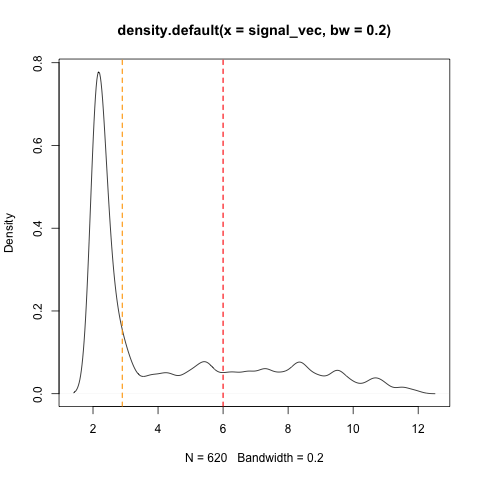 density.default(x = signal_vec, bw = 0.2)
Density
0.8
0.6
0.4
0.2
0.0
2 4 6 8 10 12
N = 620 Bandwidth = 0.2